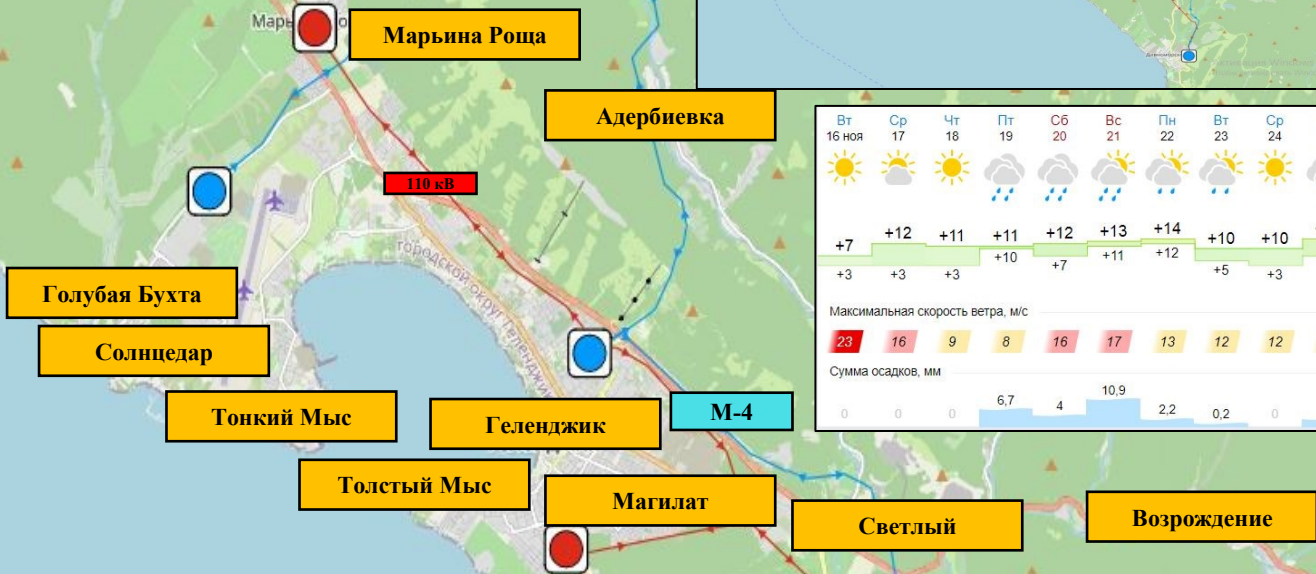 Марьина Роща
Адербиевка
110 кВ
городской округ Геленджик
Голубая Бухта
Солнцедар
Тонкий Мыс
Геленджик
М-4
Толстый Мыс
Магилат
Светлый
Возрождение
Вт Ср Чт Пт Сб Вс Пн Вт Ср
16 ноя 17 18 19 20 21 22 23 24
+7 +12 +11 +11 +12 +13 +14 +10 +10
+3 +3 +3 +10 +7 +11 +12 +5 +3
Максимальная скорость ветра, м/с
23 16 9 8 16 17 13 12 12
Сумма осадков, мм
0 0 0 6,7 4 10,9 2,2 0,2 0